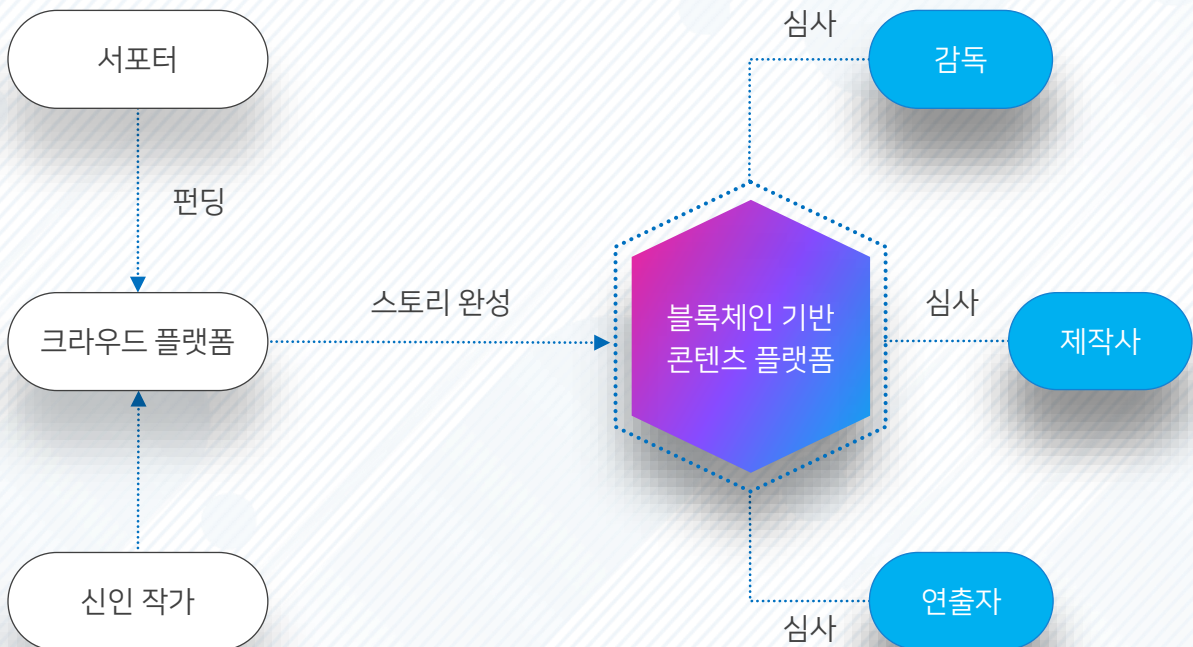 심사
서포터
감독
펀딩
스토리 완성
심사
크라우드 플랫폼
블록체인 기반
콘텐츠 플랫폼
제작사
신인 작가
연출자
심사